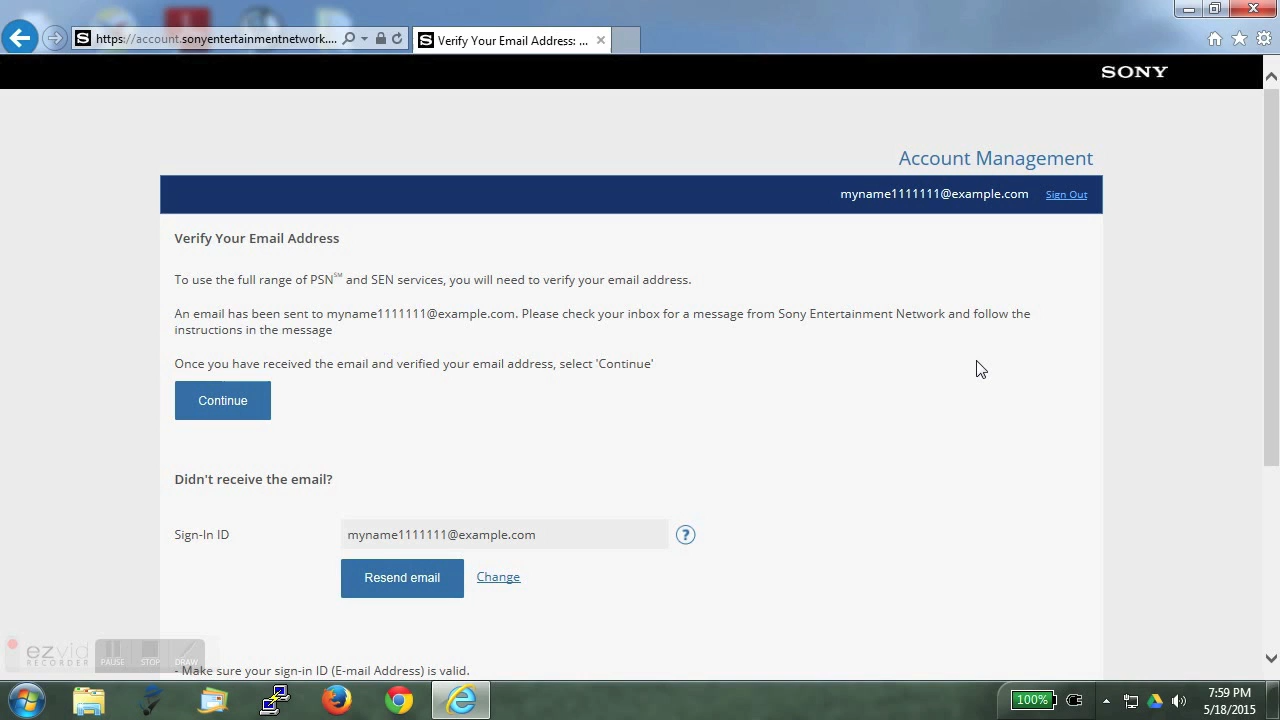 https://account.sonyentertainmentnetwork....
Verify Your Email Address: ...
SONY
Account Management
myname1111111@example.com Sign Out
Verify Your Email Address
To use the full range of PSN℠ and SEN services, you will need to verify your email address.
An email has been sent to myname1111111@example.com. Please check your inbox for a message from Sony Entertainment Network and follow the
instructions in the message
Once you have received the email and verified your email address, select 'Continue'
Continue
Didn't receive the email?
Sign-In ID
myname1111111@example.com
?
Resend email Change
ezvid
RECORDER
PAUSE STOP DRAW
- Make sure your sign-in ID (E-mail Address) is valid.
100%
7:59 PM
5/18/2015